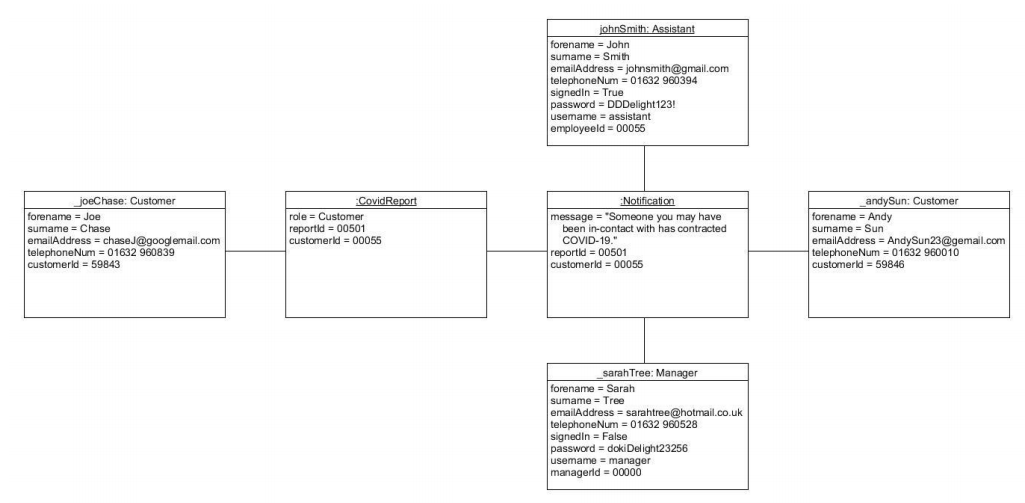 johnSmith: Assistant
forename = John
surname = Smith
emailAddress = johnsmith@gmail.com
telephoneNum = 01632 960394
signedIn = True
password = DDDelight123!
username = assistant
employeeId = 00055
_joeChase: Customer
forename = Joe
surname = Chase
emailAddress = chaseJ@googlemail.com
telephoneNum = 01632 960839
customerId = 59843
:CovidReport
role = Customer
reportId = 00501
customerId = 00055
:Notification
message = "Someone you may have
been in-contact with has contracted
COVID-19."
reportId = 00501
customerId = 00055
_andySun: Customer
forename = Andy
surname = Sun
emailAddress = AndySun23@gemail.com
telephoneNum = 01632 960010
customerId = 59846
_sarahTree: Manager
forename = Sarah
surname = Tree
emailAddress = sarahtree@hotmail.co.uk
telephoneNum = 01632 960528
signedIn = False
password = dokiDelight23256
username = manager
managerId = 00000